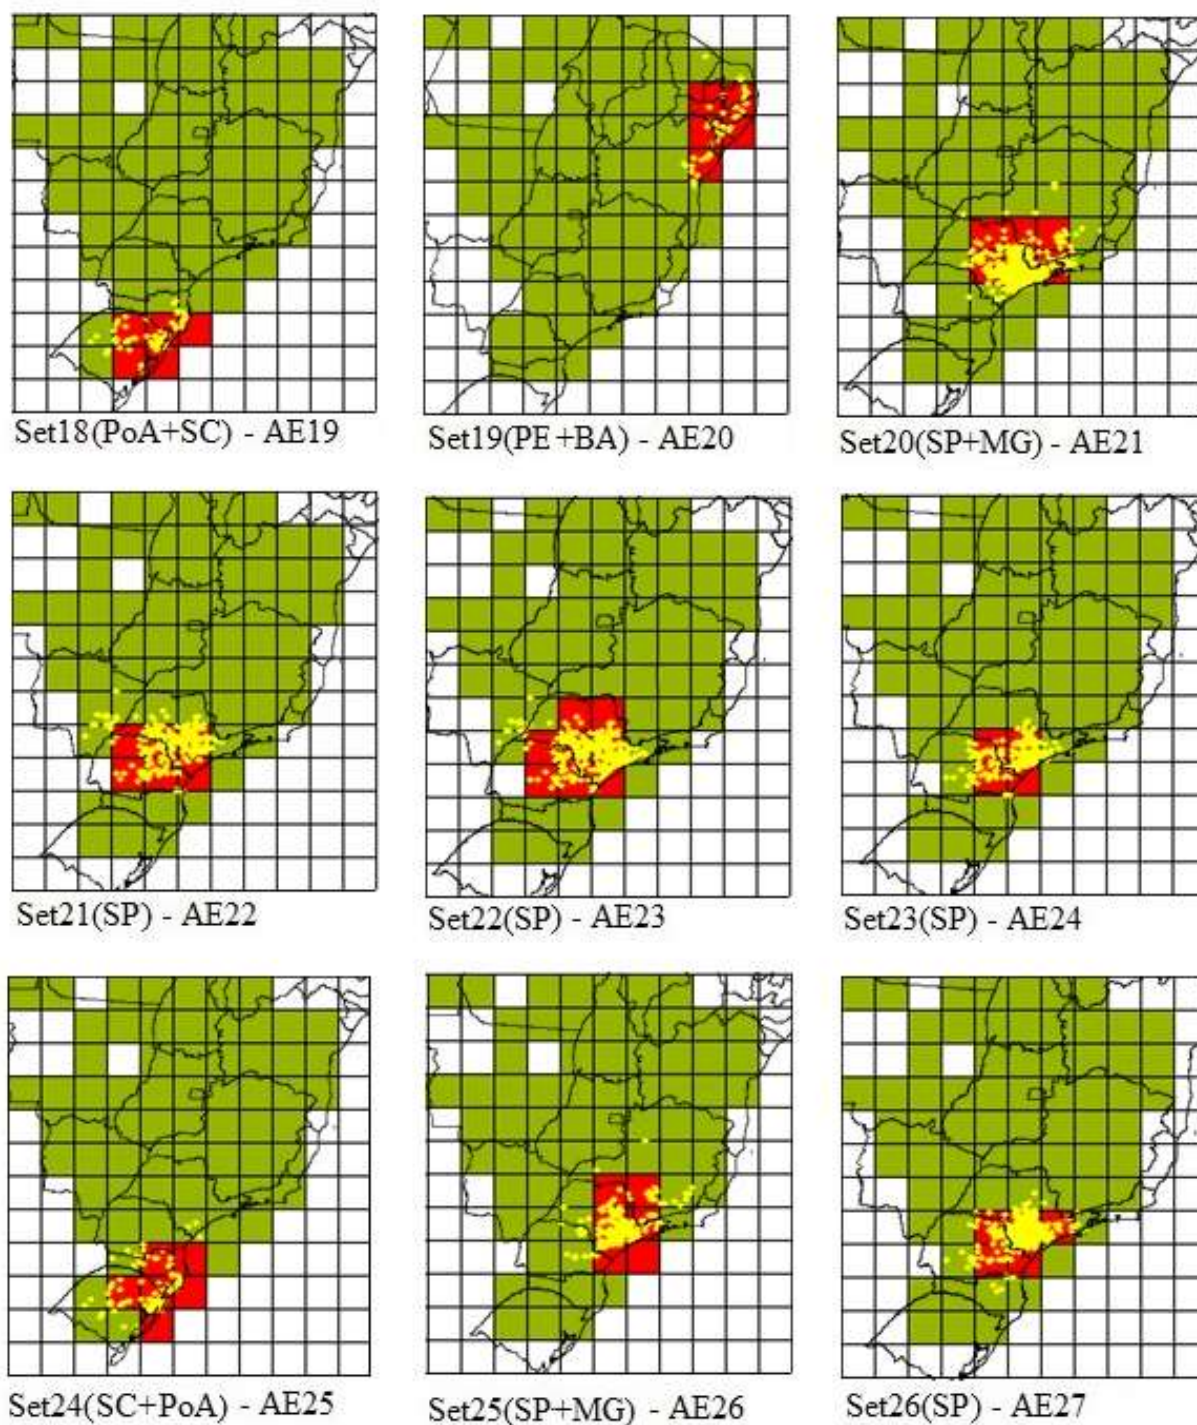 Set18(PoA+SC) - AE19
Set19(PE+BA) - AE20
Set20(SP+MG) - AE21
Set21(SP) - AE22
Set22(SP) - AE23
Set23(SP) - AE24
Set24(SC+PoA) - AE25
Set25(SP+MG) - AE26
Set26(SP) - AE27